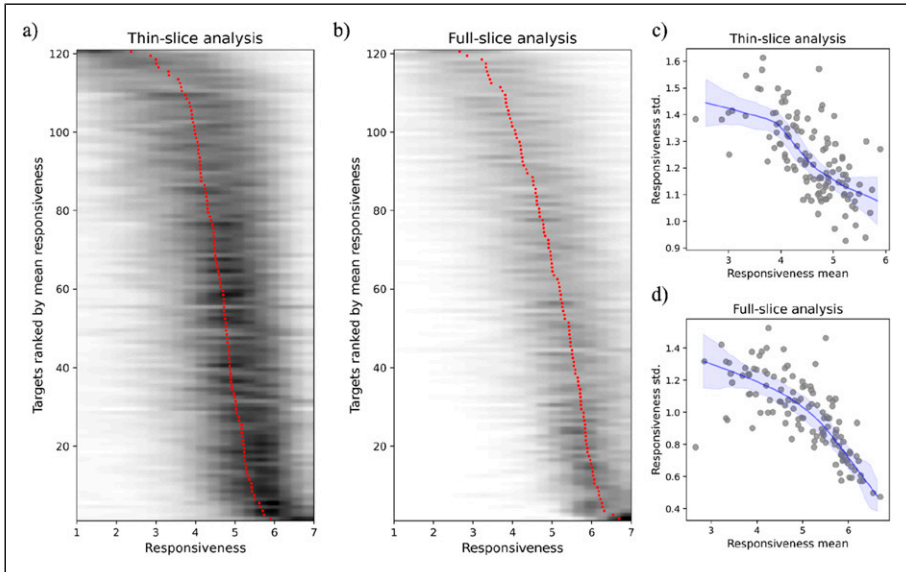 a)
Thin-slice analysis
120
100
80
60
40
20
Targets ranked by mean responsiveness
1 2 3 4 5 6 7
Responsiveness
b)
Full-slice analysis
120
100
80
60
40
20
Targets ranked by mean responsiveness
1 2 3 4 5 6 7
Responsiveness
c)
Thin-slice analysis
1.6
1.5
1.4
1.3
1.2
1.1
1.0
0.9
Responsiveness std.
3 4 5 6
Responsiveness mean
d)
Full-slice analysis
1.4
1.2
1.0
0.8
0.6
0.4
Responsiveness std.
3 4 5 6
Responsiveness mean